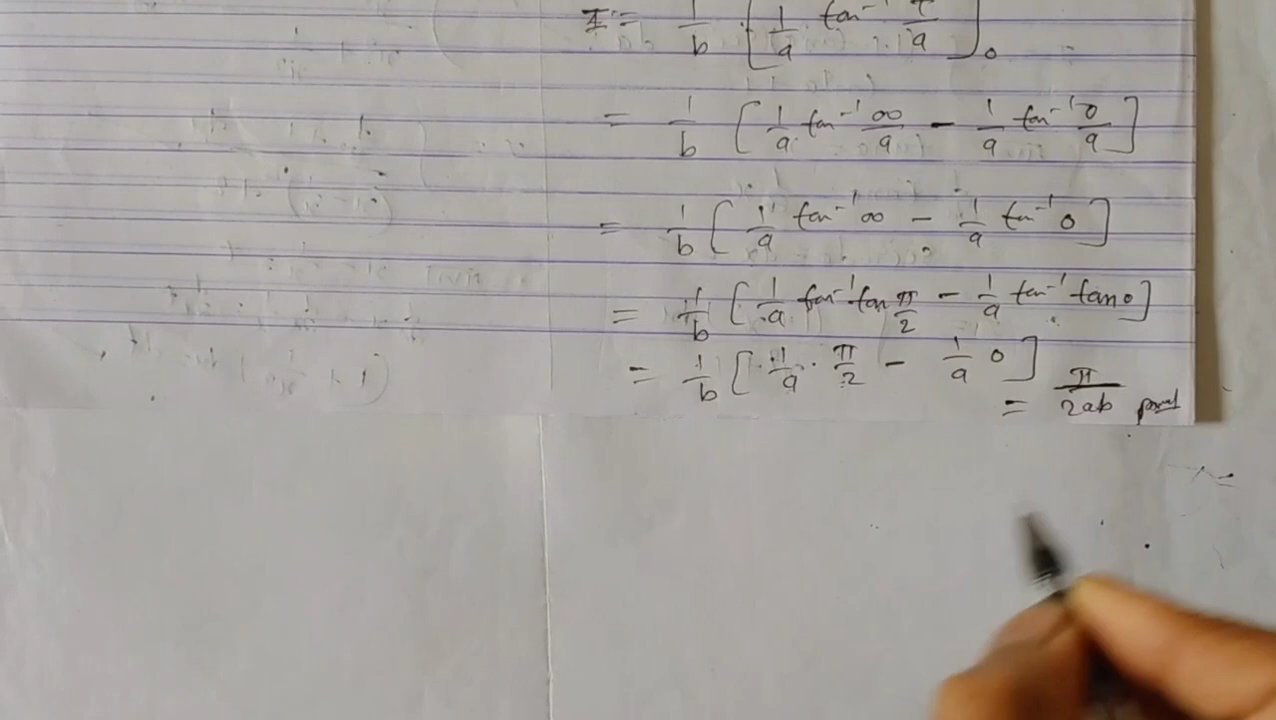 I = 1/b [1/a tan⁻¹ t/a]₀
= 1/b [1/a tan⁻¹ ∞/a - 1/a tan⁻¹ 0/a]
= 1/b [1/a tan⁻¹ ∞ - 1/a tan⁻¹ 0]
= 1/b [1/a tan⁻¹ tan π/2 - 1/a tan⁻¹ tan 0]
= 1/b [1/a · π/2 - 1/a 0]
= π/2ab